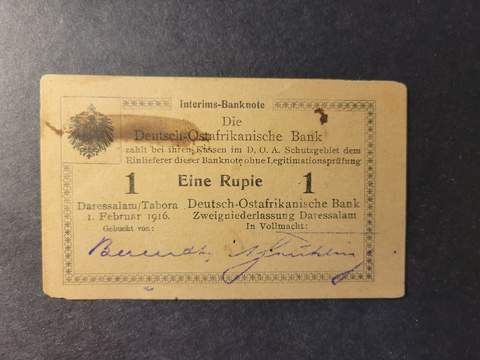 Interims-Banknote
Die
Deutsch-Ostafrikanische Bank
zahlt bei ihren Kassen im D. O. A. Schutzgebiet dem
Einlieferer dieser Banknote ohne Legitimationsprüfung
1 Eine Rupie 1
Daressalam/Tabora Deutsch-Ostafrikanische Bank
1. Februar 1916. Zweigniederlassung Daressalam
Gebucht von: In Vollmacht: